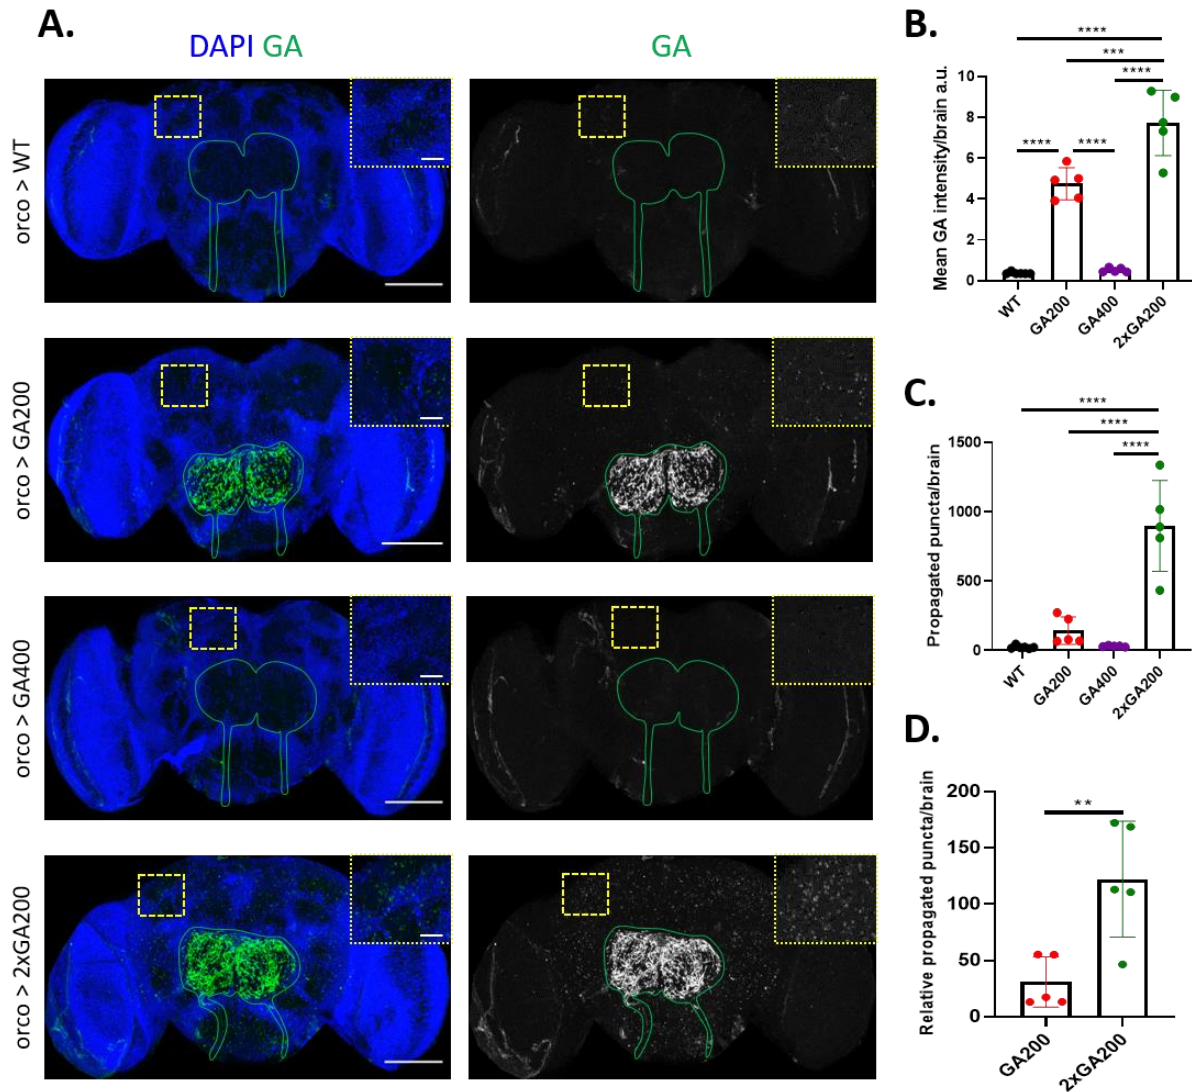 A.
DAPI GA
GA
orco > WT
orco > GA200
orco > GA400
orco > 2xGA200
B.
****
***
****
****
****
Mean GA intensity/brain a.u.
10
8
6
4
2
0
WT
GA200
GA400
2xGA200
C.
****
****
****
Propagated puncta/brain
1500
1000
500
0
WT
GA200
GA400
2xGA200
D.
**
Relative propagated puncta/brain
200
150
100
50
0
GA200
2xGA200